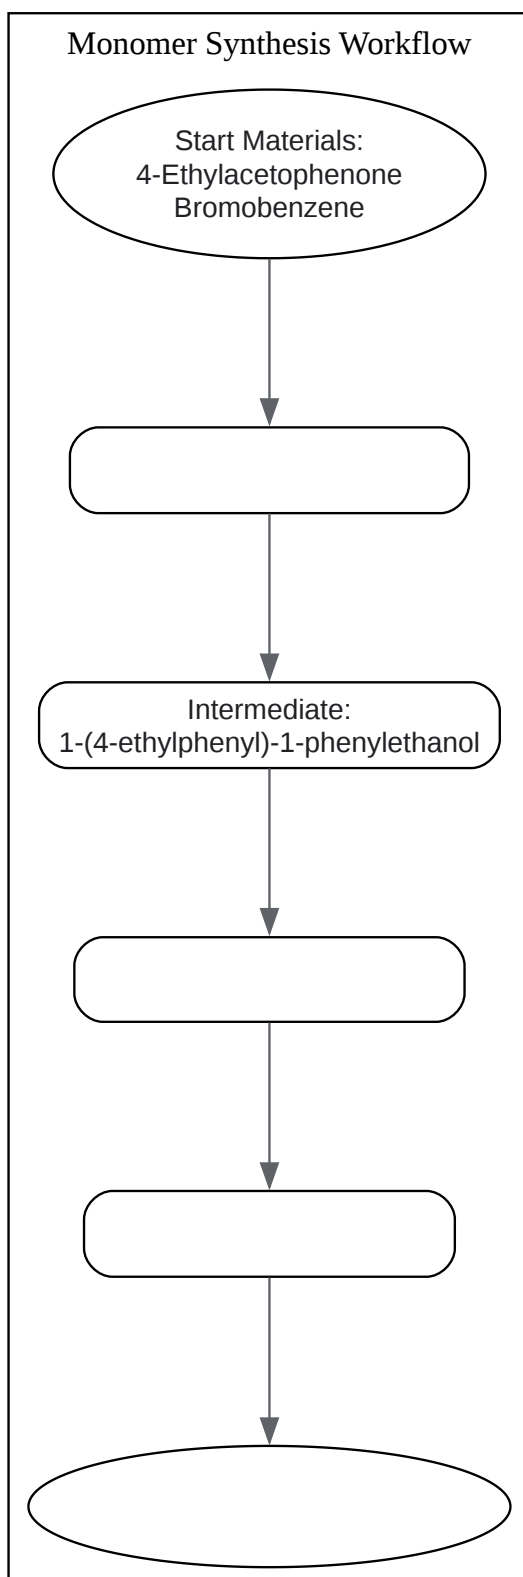 Monomer Synthesis Workflow
Start Materials:
4-Ethylacetophenone
Bromobenzene
Intermediate:
1-(4-ethylphenyl)-1-phenylethanol